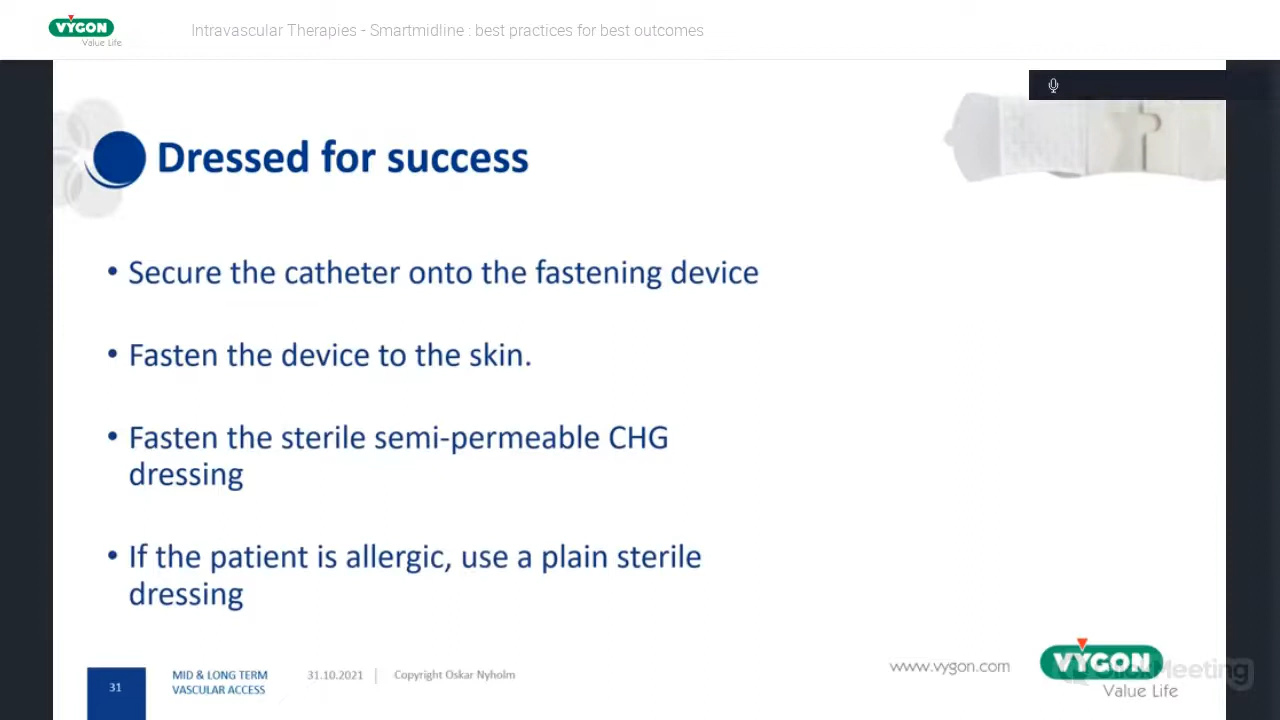 VYGON
Value Life
Intravascular Therapies - Smartmidline : best practices for best outcomes
Dressed for success
• Secure the catheter onto the fastening device
• Fasten the device to the skin.
• Fasten the sterile semi-permeable CHG
dressing
• If the patient is allergic, use a plain sterile
dressing
31
MID & LONG TERM
VASCULAR ACCESS
31.10.2021
Copyright Oskar Nyholm
www.vygon.com
VYGON
Value Life
ClickMeeting